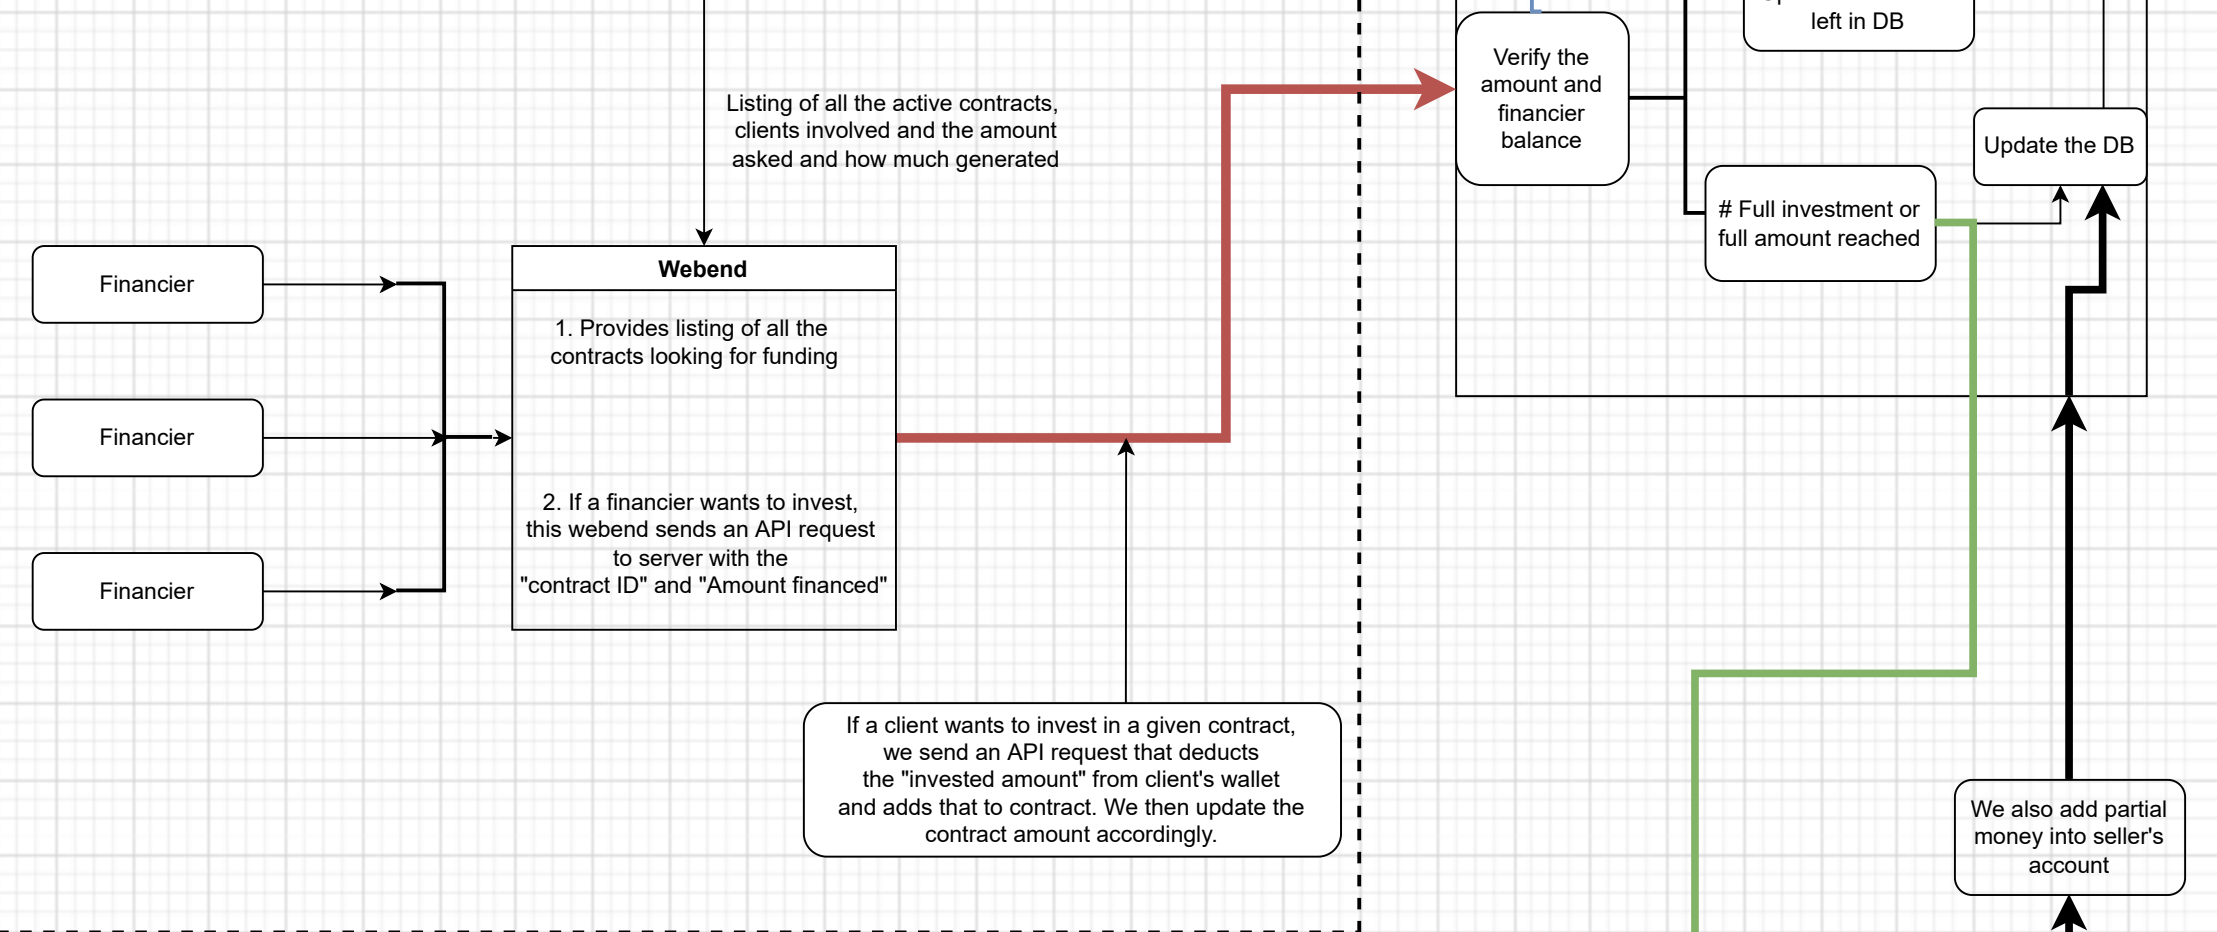 left in DB
Verify the
amount and
financier
balance
Listing of all the active contracts,
clients involved and the amount
asked and how much generated
Update the DB
# Full investment or
full amount reached
Webend
Financier
1. Provides listing of all the
contracts looking for funding
Financier
2. If a financier wants to invest,
this webend sends an API request
to server with the
"contract ID" and "Amount financed"
Financier
If a client wants to invest in a given contract,
we send an API request that deducts
the "invested amount" from client's wallet
and adds that to contract. We then update the
contract amount accordingly.
We also add partial
money into seller's
account